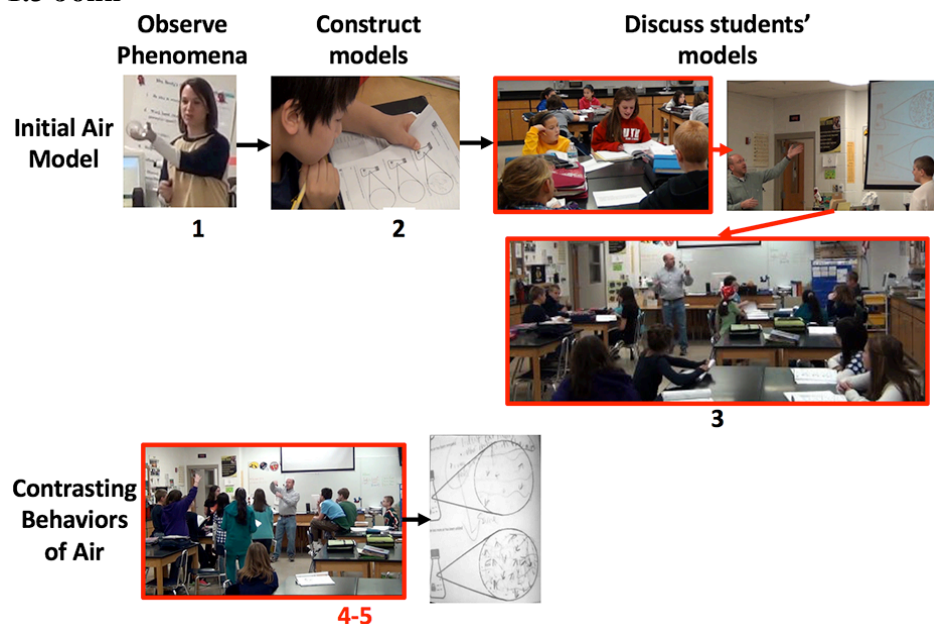 Observe
Phenomena
Construct
models
Discuss students’
models
Initial Air
Model
1
2
3
Contrasting
Behaviors
of Air
4-5